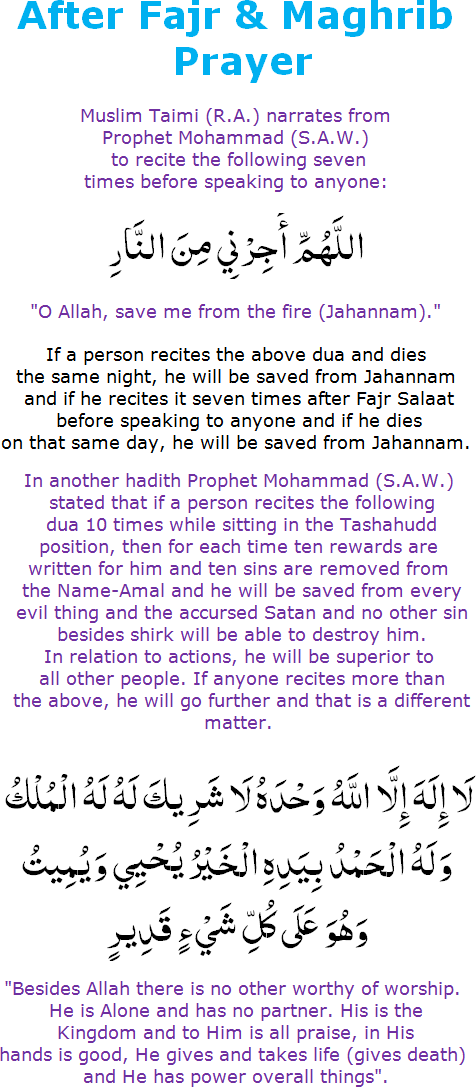 After Fajr & Maghrib
Prayer
Muslim Taimi (R.A.) narrates from
Prophet Mohammad (S.A.W.)
to recite the following seven
times before speaking to anyone:
اللَّهُمَّ أَجِرْنِي مِنَ النَّارِ
"O Allah, save me from the fire (Jahannam)."
If a person recites the above dua and dies
the same night, he will be saved from Jahannam
and if he recites it seven times after Fajr Salaat
before speaking to anyone and if he dies
on that same day, he will be saved from Jahannam.
In another hadith Prophet Mohammad (S.A.W.)
stated that if a person recites the following
dua 10 times while sitting in the Tashahudd
position, then for each time ten rewards are
written for him and ten sins are removed from
the Name-Amal and he will be saved from every
evil thing and the accursed Satan and no other sin
besides shirk will be able to destroy him.
In relation to actions, he will be superior to
all other people. If anyone recites more than
the above, he will go further and that is a different
matter.
لَا إِلَهَ إِلَّا اللَّهُ وَحْدَهُ لَا شَرِيكَ لَهُ لَهُ الْمُلْكُ
وَلَهُ الْحَمْدُ بِيَدِهِ الْخَيْرُ يُحْيِي وَيُمِيتُ
وَهُوَ عَلَى كُلِّ شَيْءٍ قَدِيرٍ
"Besides Allah there is no other worthy of worship.
He is Alone and has no partner. His is the
Kingdom and to Him is all praise, in His
hands is good, He gives and takes life (gives death)
and He has power overall things".